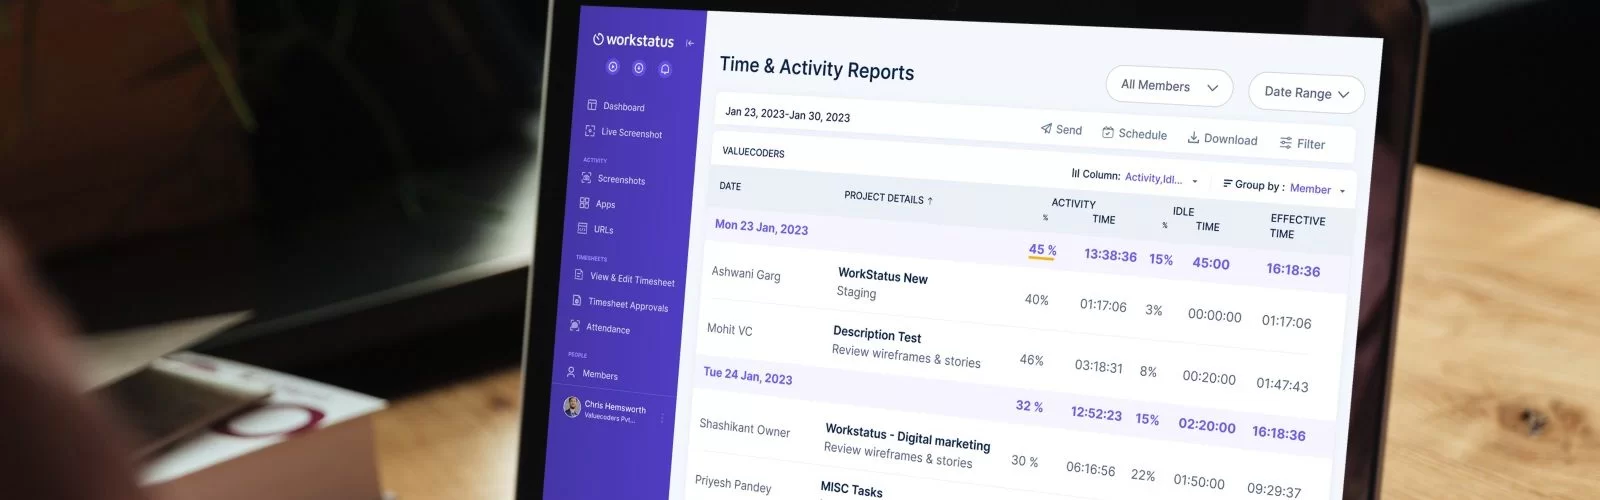 workstatus
Dashboard
Live Screenshot
ACTIVITY
Screenshots
Apps
URLs
TIMESHEETS
View & Edit Timesheet
Timesheet Approvals
Attendance
PEOPLE
Members
Chris Hemsworth
Valuecoders Pvt...
Time & Activity Reports
All Members
Date Range
Jan 23, 2023-Jan 30, 2023
Send Schedule Download Filter
VALUECODERS
Column: Activity,Idl... Group by : Member
DATE PROJECT DETAILS ↑ ACTIVITY IDLE EFFECTIVE
% TIME % TIME TIME
Mon 23 Jan, 2023 45 % 13:38:36 15% 45:00 16:18:36
Ashwani Garg WorkStatus New 40% 01:17:06 3% 00:00:00 01:17:06
Staging
Mohit VC Description Test 46% 03:18:31 8% 00:20:00 01:47:43
Review wireframes & stories
Tue 24 Jan, 2023 32 % 12:52:23 15% 02:20:00 16:18:36
Shashikant Owner Workstatus - Digital marketing 30 % 06:16:56 22% 01:50:00 09:29:37
Review wireframes & stories
Priyesh Pandey MISC Tasks